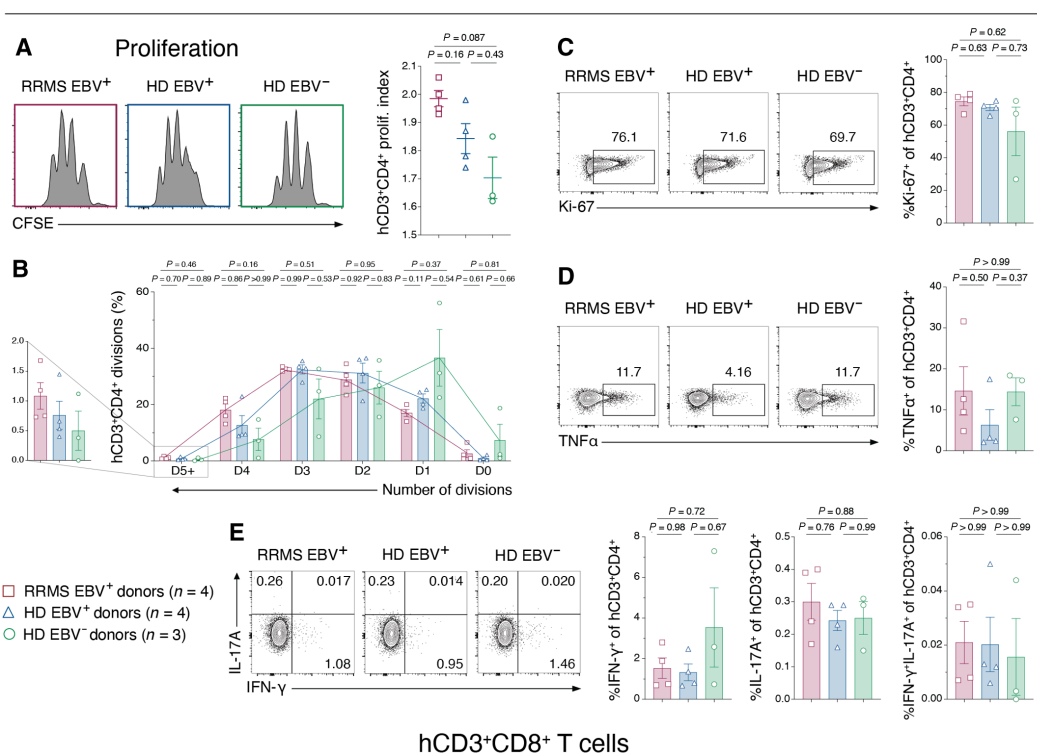 A
Proliferation
RRMS EBV⁺ HD EBV⁺ HD EBV⁻
CFSE
P = 0.087
P = 0.16 P = 0.43
hCD3⁺CD4⁺ prolif. index
2.1
2.0
1.9
1.8
1.7
1.6
1.5
C
RRMS EBV⁺ HD EBV⁺ HD EBV⁻
76.1 71.6 69.7
Ki-67
P = 0.62
P = 0.63 P = 0.73
%Ki-67⁺ of hCD3⁺CD4⁺
100
80
60
40
20
0
B
P = 0.46 P = 0.16 P = 0.51 P = 0.95 P = 0.37 P = 0.81
P = 0.70 P = 0.89 P = 0.86 P >0.99 P = 0.99 P = 0.53 P = 0.92 P = 0.83 P = 0.11 P = 0.54 P = 0.61 P = 0.66
hCD3⁺CD4⁺ divisions (%)
60
40
20
0
2.0
1.5
1.0
0.5
0.0
D5+ D4 D3 D2 D1 D0
Number of divisions
D
RRMS EBV⁺ HD EBV⁺ HD EBV⁻
11.7 4.16 11.7
TNFα
P > 0.99
P = 0.50 P = 0.37
%TNFα⁺ of hCD3⁺CD4⁺
40
30
20
10
0
RRMS EBV⁺ donors (n = 4)
HD EBV⁺ donors (n = 4)
HD EBV⁻ donors (n = 3)
E
RRMS EBV⁺ HD EBV⁺ HD EBV⁻
0.26 0.017 0.23 0.014 0.20 0.020
1.08 0.95 1.46
IL-17A
IFN-γ
P = 0.72
P = 0.98 P = 0.67
%IFN-γ⁺ of hCD3⁺CD4⁺
8
6
4
2
0
P = 0.88
P = 0.76 P = 0.99
%IL-17A⁺ of hCD3⁺CD4⁺
0.5
0.4
0.3
0.2
0.1
0.0
P > 0.99
P > 0.99 P > 0.99
%IFN-γ⁺IL-17A⁺ of hCD3⁺CD4⁺
0.06
0.04
0.02
0.00
hCD3⁺CD8⁺ T cells